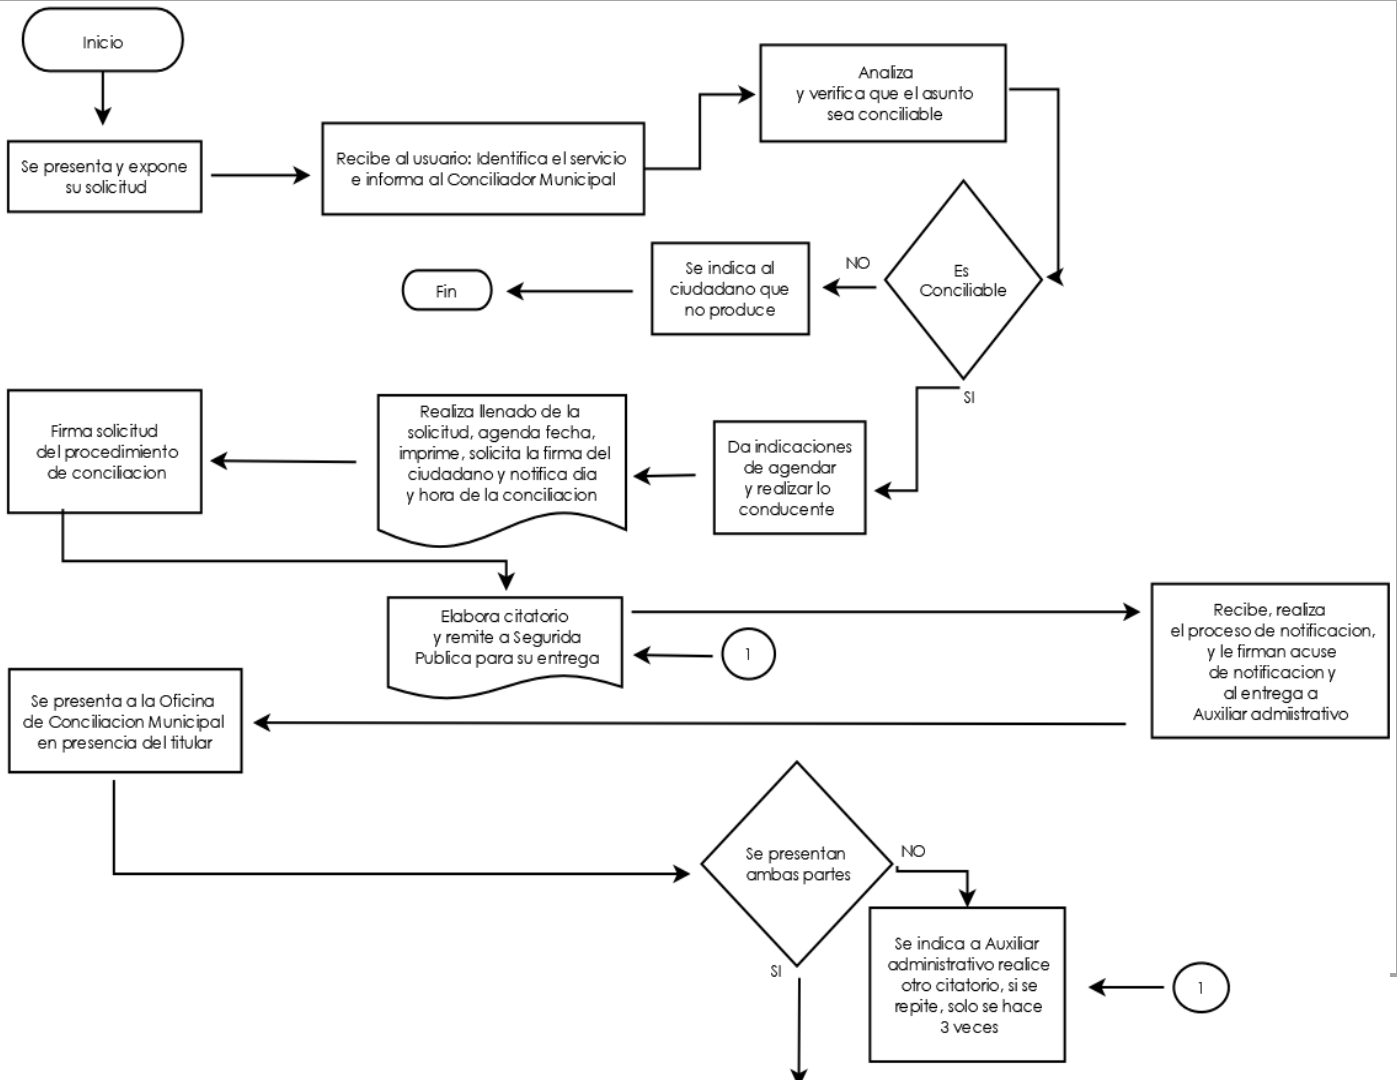 Inicio
Se presenta y expone
su solicitud
Recibe al usuario: Identifica el servicio
e informa al Conciliador Municipal
Analiza
y verifica que el asunto
sea conciliable
Es
Conciliable
NO
Se indica al
ciudadano que
no produce
Fin
SI
Da indicaciones
de agendar
y realizar lo
conducente
Realiza llenado de la
solicitud, agenda fecha,
imprime, solicita la firma del
ciudadano y notifica dia
y hora de la conciliacion
Firma solicitud
del procedimiento
de conciliacion
Elabora citatorio
y remite a Segurida
Publica para su entrega
1
Recibe, realiza
el proceso de notificacion,
y le firman acuse
de notificacion y
al entrega a
Auxiliar admiistrativo
Se presenta a la Oficina
de Conciliacion Municipal
en presencia del titular
Se presentan
ambas partes
NO
Se indica a Auxiliar
administrativo realice
otro citatorio, si se
repite, solo se hace
3 veces
1
SI